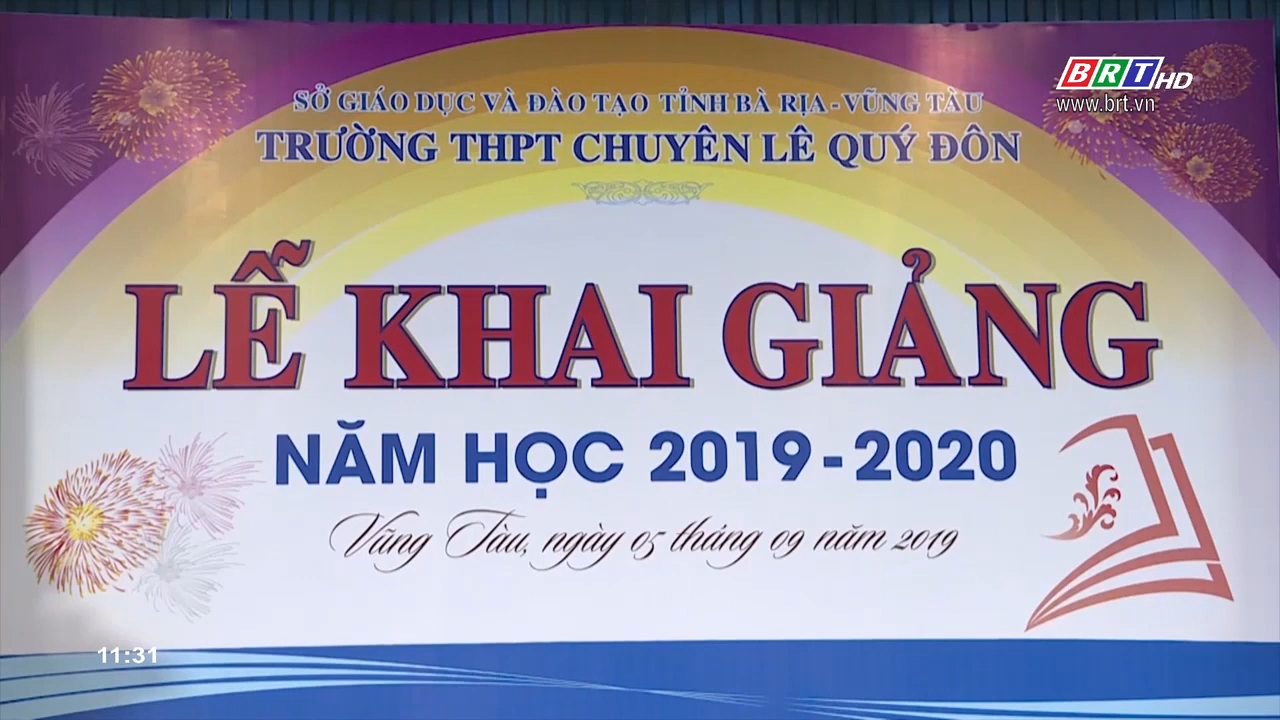 BRT HD
www.brt.vn
SỞ GIÁO DỤC VÀ ĐÀO TẠO TỈNH BÀ RỊA - VŨNG TÀU
TRƯỜNG THPT CHUYÊN LÊ QUÝ ĐÔN
LỄ KHAI GIẢNG
NĂM HỌC 2019 - 2020
Vũng Tàu, ngày 05 tháng 09 năm 2019
11:31